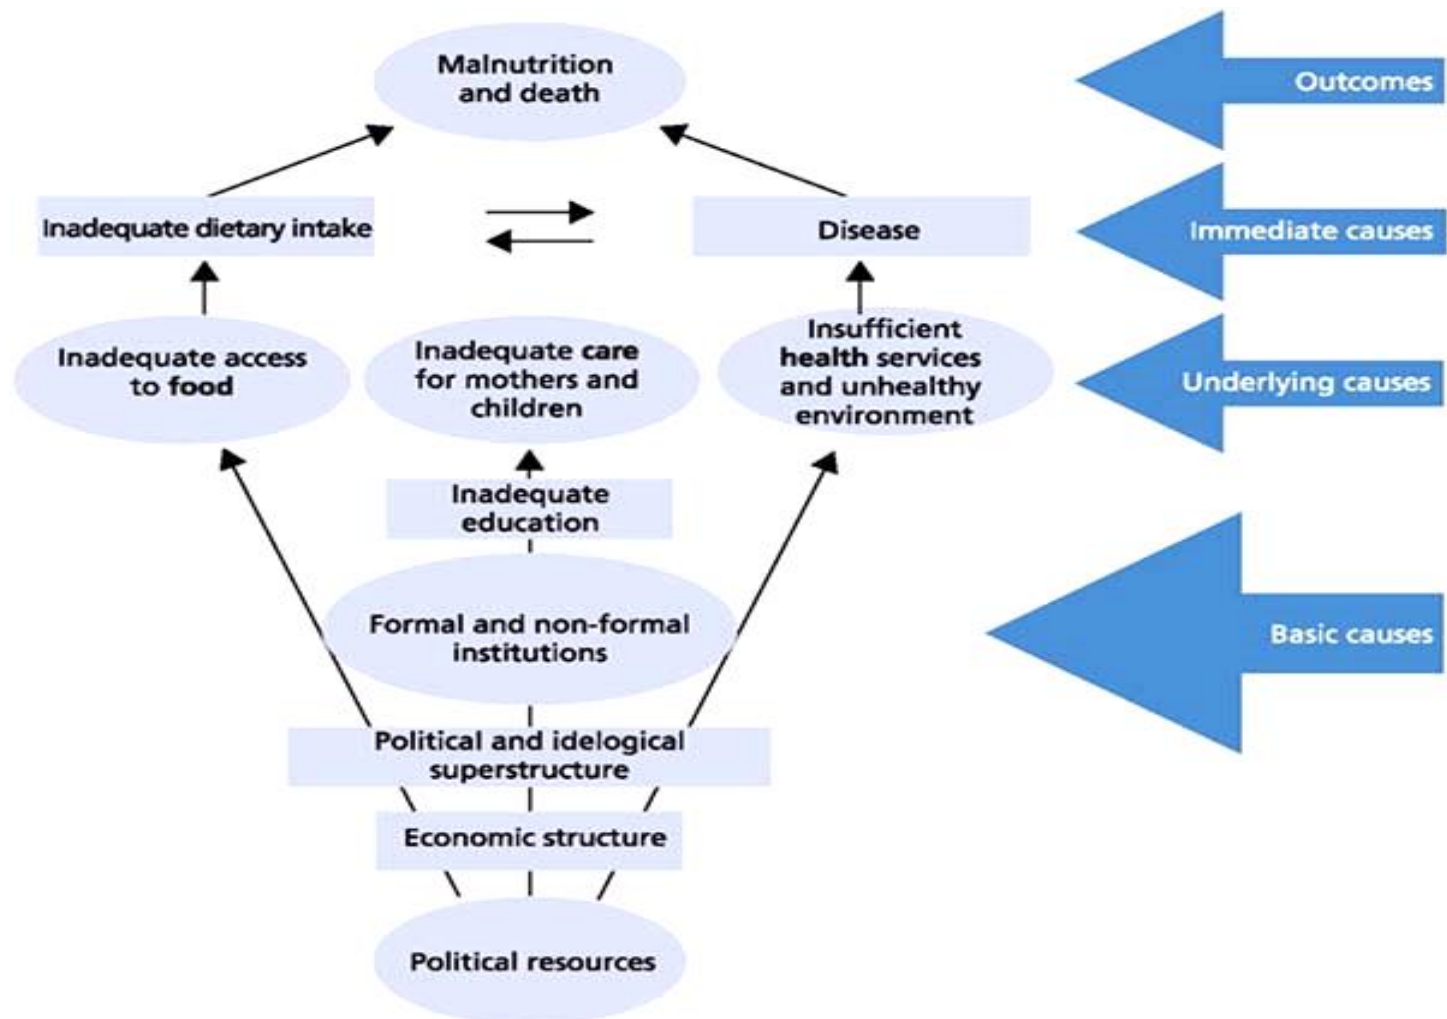 Malnutrition
and death
Outcomes
Inadequate dietary intake
Disease
Immediate causes
Inadequate access
to food
Inadequate care
for mothers and
children
Insufficient
health services
and unhealthy
environment
Underlying causes
Inadequate
education
Formal and non-formal
institutions
Basic causes
Political and idelogical
superstructure
Economic structure
Political resources